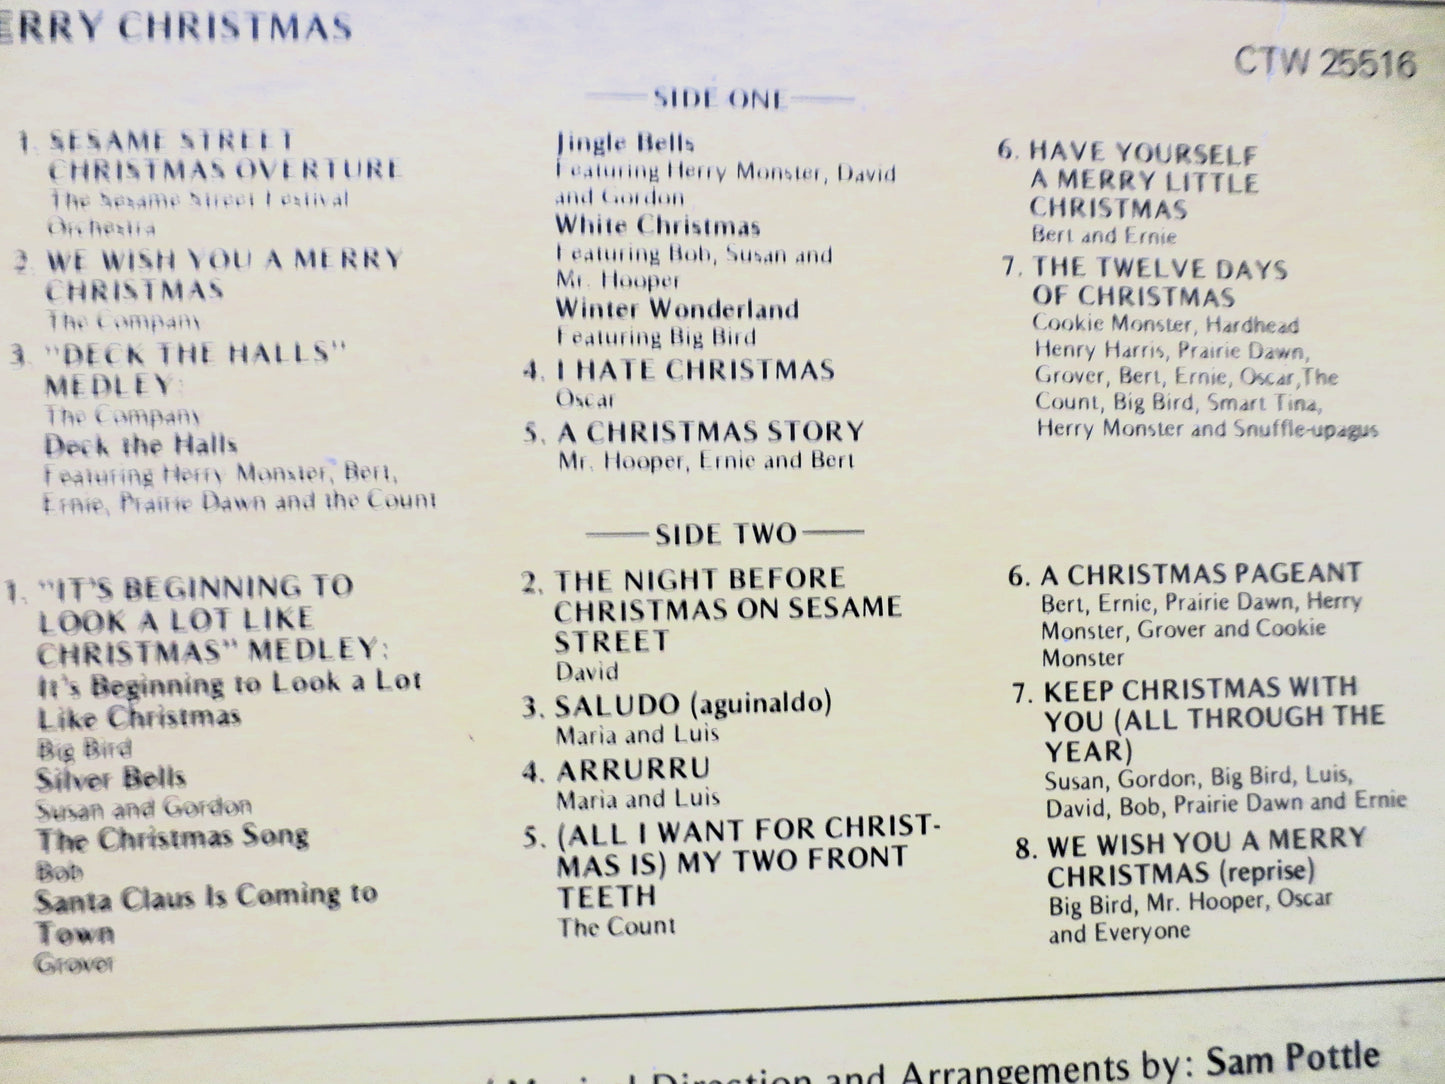 ERRY CHRISTMAS
CTW 25516
SIDE ONE
1. SESAME STREET
CHRISTMAS OVERTURE
The Sesame Street Festival
Orchestra
2. WE WISH YOU A MERRY
CHRISTMAS
The Company
3. "DECK THE HALLS"
MEDLEY:
The Company
Deck the Halls
Featuring Herry Monster, Bert,
Ernie, Prairie Dawn and the Count
Jingle Bells
Featuring Herry Monster, David
and Gordon
White Christmas
Featuring Bob, Susan and
Mr. Hooper
Winter Wonderland
Featuring Big Bird
4. I HATE CHRISTMAS
Oscar
5. A CHRISTMAS STORY
Mr. Hooper, Ernie and Bert
6. HAVE YOURSELF
A MERRY LITTLE
CHRISTMAS
Bert and Ernie
7. THE TWELVE DAYS
OF CHRISTMAS
Cookie Monster, Hardhead
Henry Harris, Prairie Dawn,
Grover, Bert, Ernie, Oscar,The
Count, Big Bird, Smart Tina,
Herry Monster and Snuffle-upagus
SIDE TWO
1. "IT'S BEGINNING TO
LOOK A LOT LIKE
CHRISTMAS" MEDLEY:
It's Beginning to Look a Lot
Like Christmas
Big Bird
Silver Bells
Susan and Gordon
The Christmas Song
Bob
Santa Claus Is Coming to
Town
Grover
2. THE NIGHT BEFORE
CHRISTMAS ON SESAME
STREET
David
3. SALUDO (aguinaldo)
Maria and Luis
4. ARRURRU
Maria and Luis
5. (ALL I WANT FOR CHRIST-
MAS IS) MY TWO FRONT
TEETH
The Count
6. A CHRISTMAS PAGEANT
Bert, Ernie, Prairie Dawn, Herry
Monster, Grover and Cookie
Monster
7. KEEP CHRISTMAS WITH
YOU (ALL THROUGH THE
YEAR)
Susan, Gordon, Big Bird, Luis,
David, Bob, Prairie Dawn and Ernie
8. WE WISH YOU A MERRY
CHRISTMAS (reprise)
Big Bird, Mr. Hooper, Oscar
and Everyone
Musical Direction and Arrangements by: Sam Pottle